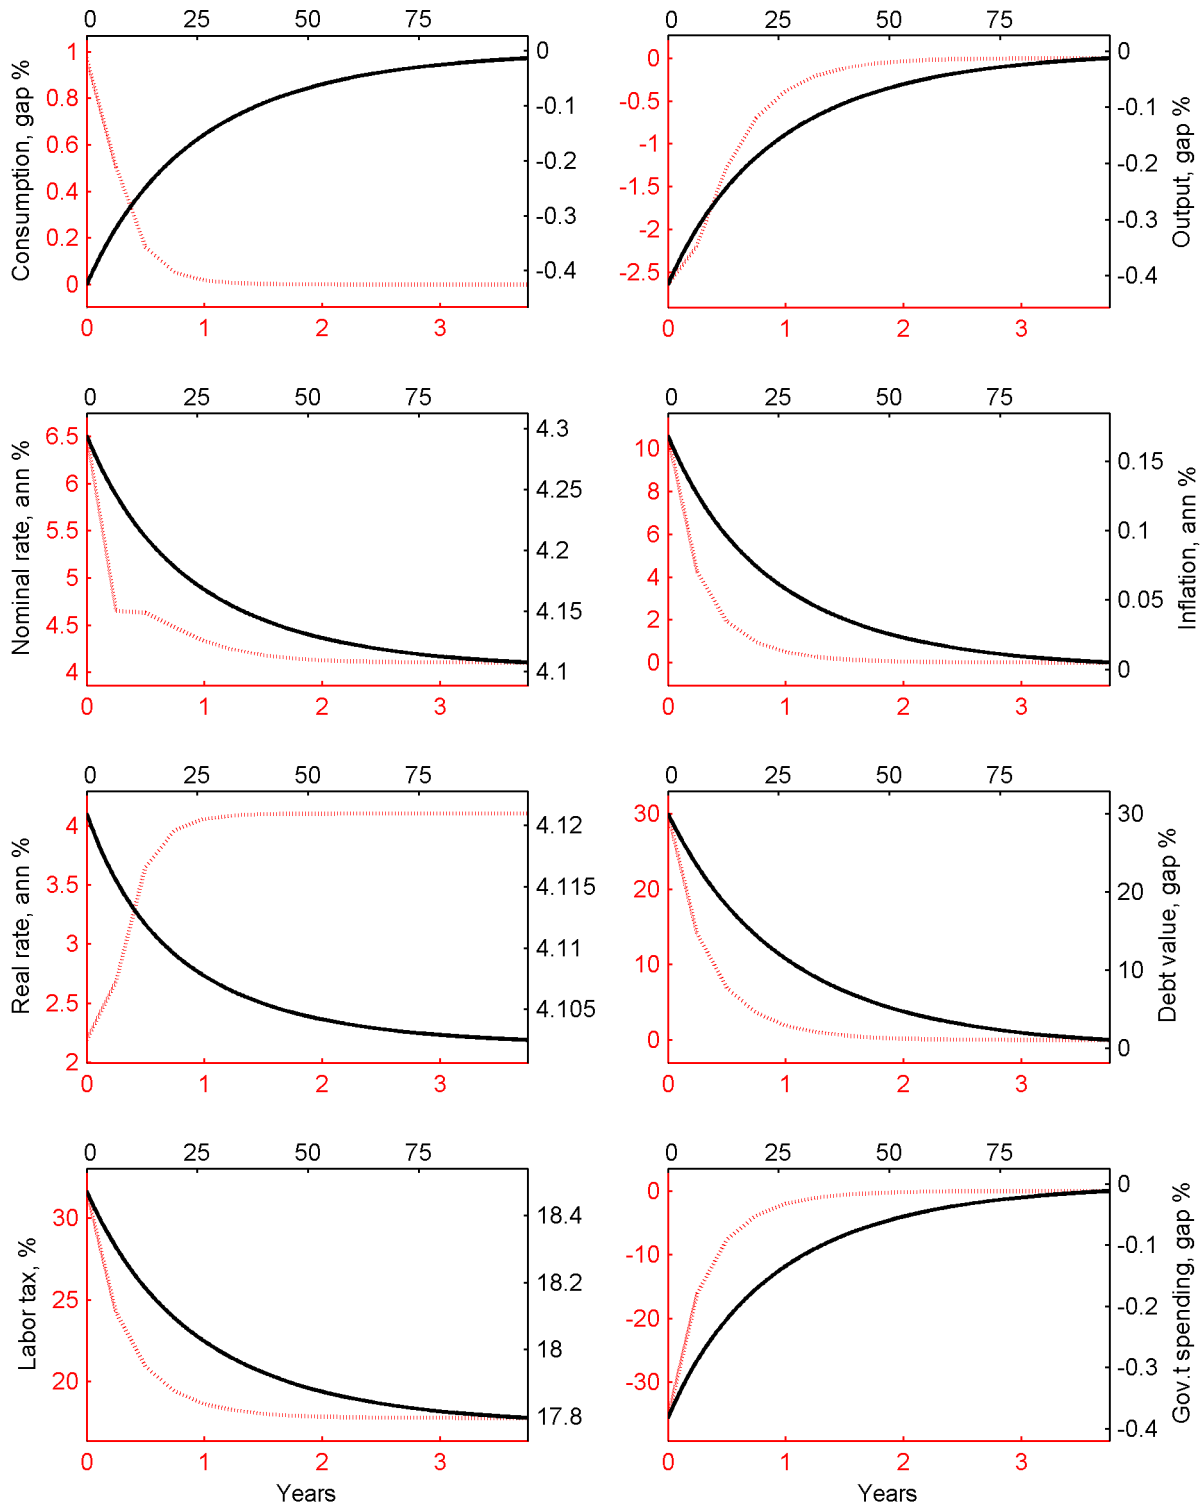 0 25 50 75
Consumption, gap %
1
0.8
0.6
0.4
0.2
0
0
-0.1
-0.2
-0.3
-0.4
0 1 2 3
0 25 50 75
0
-0.5
-1
-1.5
-2
-2.5
0
-0.1
-0.2
-0.3
-0.4
Output, gap %
0 1 2 3
0 25 50 75
Nominal rate, ann %
6.5
6
5.5
5
4.5
4
4.3
4.25
4.2
4.15
4.1
0 1 2 3
0 25 50 75
10
8
6
4
2
0
0.15
0.1
0.05
0
Inflation, ann %
0 1 2 3
0 25 50 75
Real rate, ann %
4
3.5
3
2.5
2
4.12
4.115
4.11
4.105
0 1 2 3
0 25 50 75
30
20
10
0
30
20
10
0
Debt value, gap %
0 1 2 3
0 25 50 75
Labor tax, %
30
25
20
18.4
18.2
18
17.8
0 1 2 3
Years
0 25 50 75
0
-10
-20
-30
0
-0.1
-0.2
-0.3
-0.4
Gov.t spending, gap %
0 1 2 3
Years